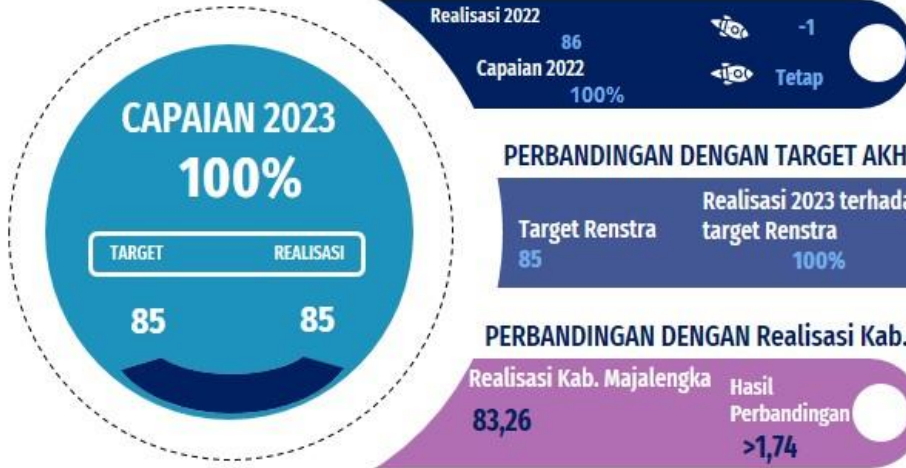 CAPAIAN 2023
100%
TARGET REALISASI
85 85
Realisasi 2022
86 -1
Capaian 2022
100% Tetap
PERBANDINGAN DENGAN TARGET AKH
Target Renstra
85
Realisasi 2023 terhada
target Renstra
100%
PERBANDINGAN DENGAN Realisasi Kab.
Realisasi Kab. Majalengka
83,26
Hasil
Perbandingan
>1,74